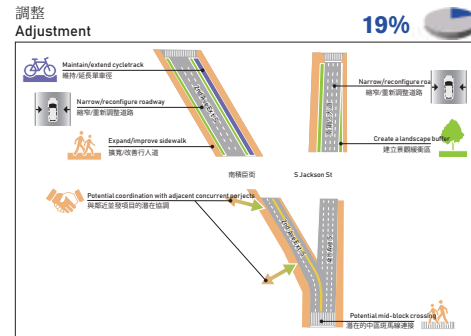 調整
Adjustment
19%
Maintain/extend cycletrack
維持/延長單車徑
Narrow/reconfigure roadway
縮窄/重新調整道路
Expand/improve sidewalk
擴寬/改善行人道
Narrow/reconfigure roa
縮窄/重新調整道路
Create a landscape buffer
建立景觀緩衝區
南積臣街
S Jackson St
Potential coordination with adjacent concurrent porjects
與鄰近並發項目的潛在協調
Potential mid-block crossing
潛在的中區斑馬線連接